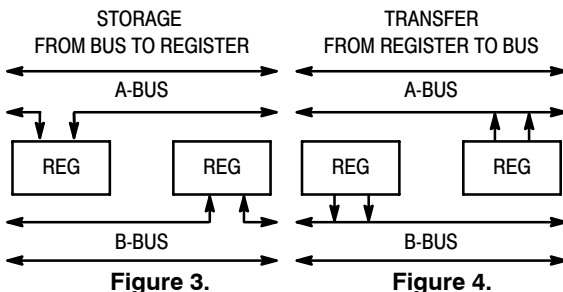 STORAGE
FROM BUS TO REGISTER
A-BUS
REG
REG
B-BUS
Figure 3.
TRANSFER
FROM REGISTER TO BUS
A-BUS
REG
REG
B-BUS
Figure 4.